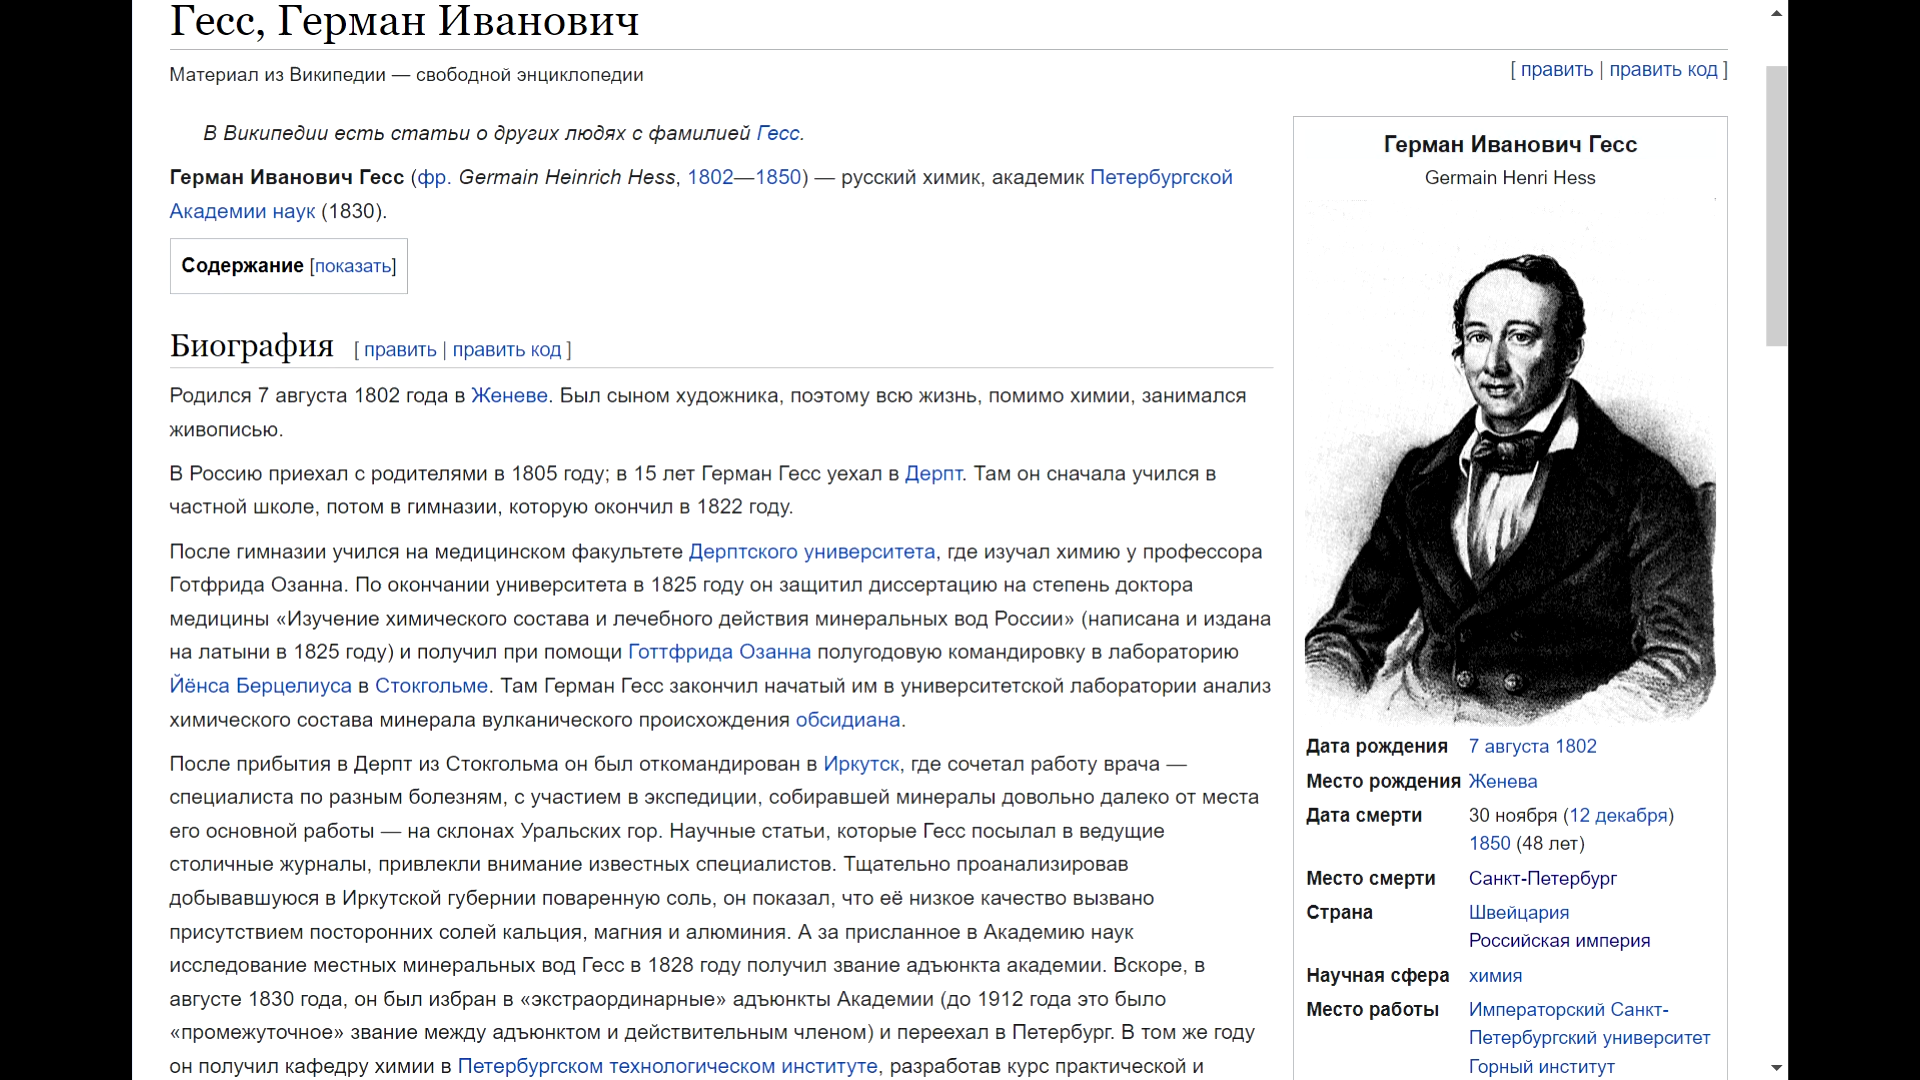 Гесс, Герман Иванович
Материал из Википедии — свободной энциклопедии
[ править | править код ]
В Википедии есть статьи о других людях с фамилией Гесс.
Герман Иванович Гесс (фр. Germain Heinrich Hess, 1802—1850) — русский химик, академик Петербургской
Академии наук (1830).
Содержание [показать]
Биография [ править | править код ]
Родился 7 августа 1802 года в Женеве. Был сыном художника, поэтому всю жизнь, помимо химии, занимался
живописью.
В Россию приехал с родителями в 1805 году; в 15 лет Герман Гесс уехал в Дерпт. Там он сначала учился в
частной школе, потом в гимназии, которую окончил в 1822 году.
После гимназии учился на медицинском факультете Дерптского университета, где изучал химию у профессора
Готфрида Озанна. По окончании университета в 1825 году он защитил диссертацию на степень доктора
медицины «Изучение химического состава и лечебного действия минеральных вод России» (написана и издана
на латыни в 1825 году) и получил при помощи Готтфрида Озанна полугодовую командировку в лабораторию
Йёнса Берцелиуса в Стокгольме. Там Герман Гесс закончил начатый им в университетской лаборатории анализ
химического состава минерала вулканического происхождения обсидиана.
После прибытия в Дерпт из Стокгольма он был откомандирован в Иркутск, где сочетал работу врача —
специалиста по разным болезням, с участием в экспедиции, собиравшей минералы довольно далеко от места
его основной работы — на склонах Уральских гор. Научные статьи, которые Гесс посылал в ведущие
столичные журналы, привлекли внимание известных специалистов. Тщательно проанализировав
добывавшуюся в Иркутской губернии поваренную соль, он показал, что её низкое качество вызвано
присутствием посторонних солей кальция, магния и алюминия. А за присланное в Академию наук
исследование местных минеральных вод Гесс в 1828 году получил звание адъюнкта академии. Вскоре, в
августе 1830 года, он был избран в «экстраординарные» адъюнкты Академии (до 1912 года это было
«промежуточное» звание между адъюнктом и действительным членом) и переехал в Петербург. В том же году
он получил кафедру химии в Петербургском технологическом институте, разработав курс практической и
Герман Иванович Гесс
Germain Henri Hess
Дата рождения 7 августа 1802
Место рождения Женева
Дата смерти 30 ноября (12 декабря)
1850 (48 лет)
Место смерти Санкт-Петербург
Страна Швейцария
Российская империя
Научная сфера химия
Место работы Императорский Санкт-
Петербургский университет
Горный институт